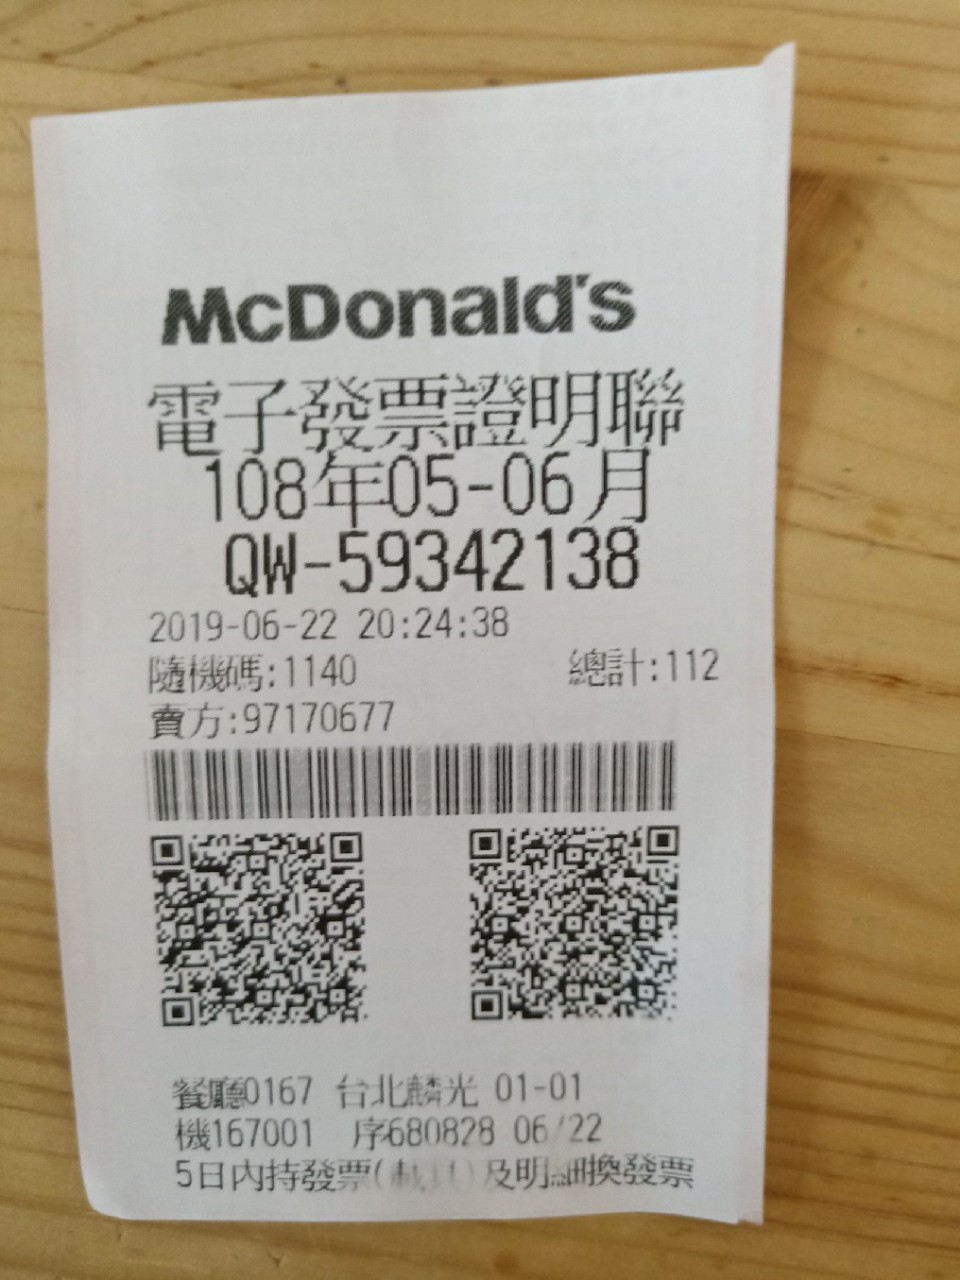 McDonald's
電子發票證明聯
108年05-06月
QW-59342138
2019-06-22 20:24:38
隨機碼:1140 總計:112
賣方:97170677
餐廳0167 台北麟光 01-01
機167001 序680828 06/22
5日內持發票(載具)及明細換發票